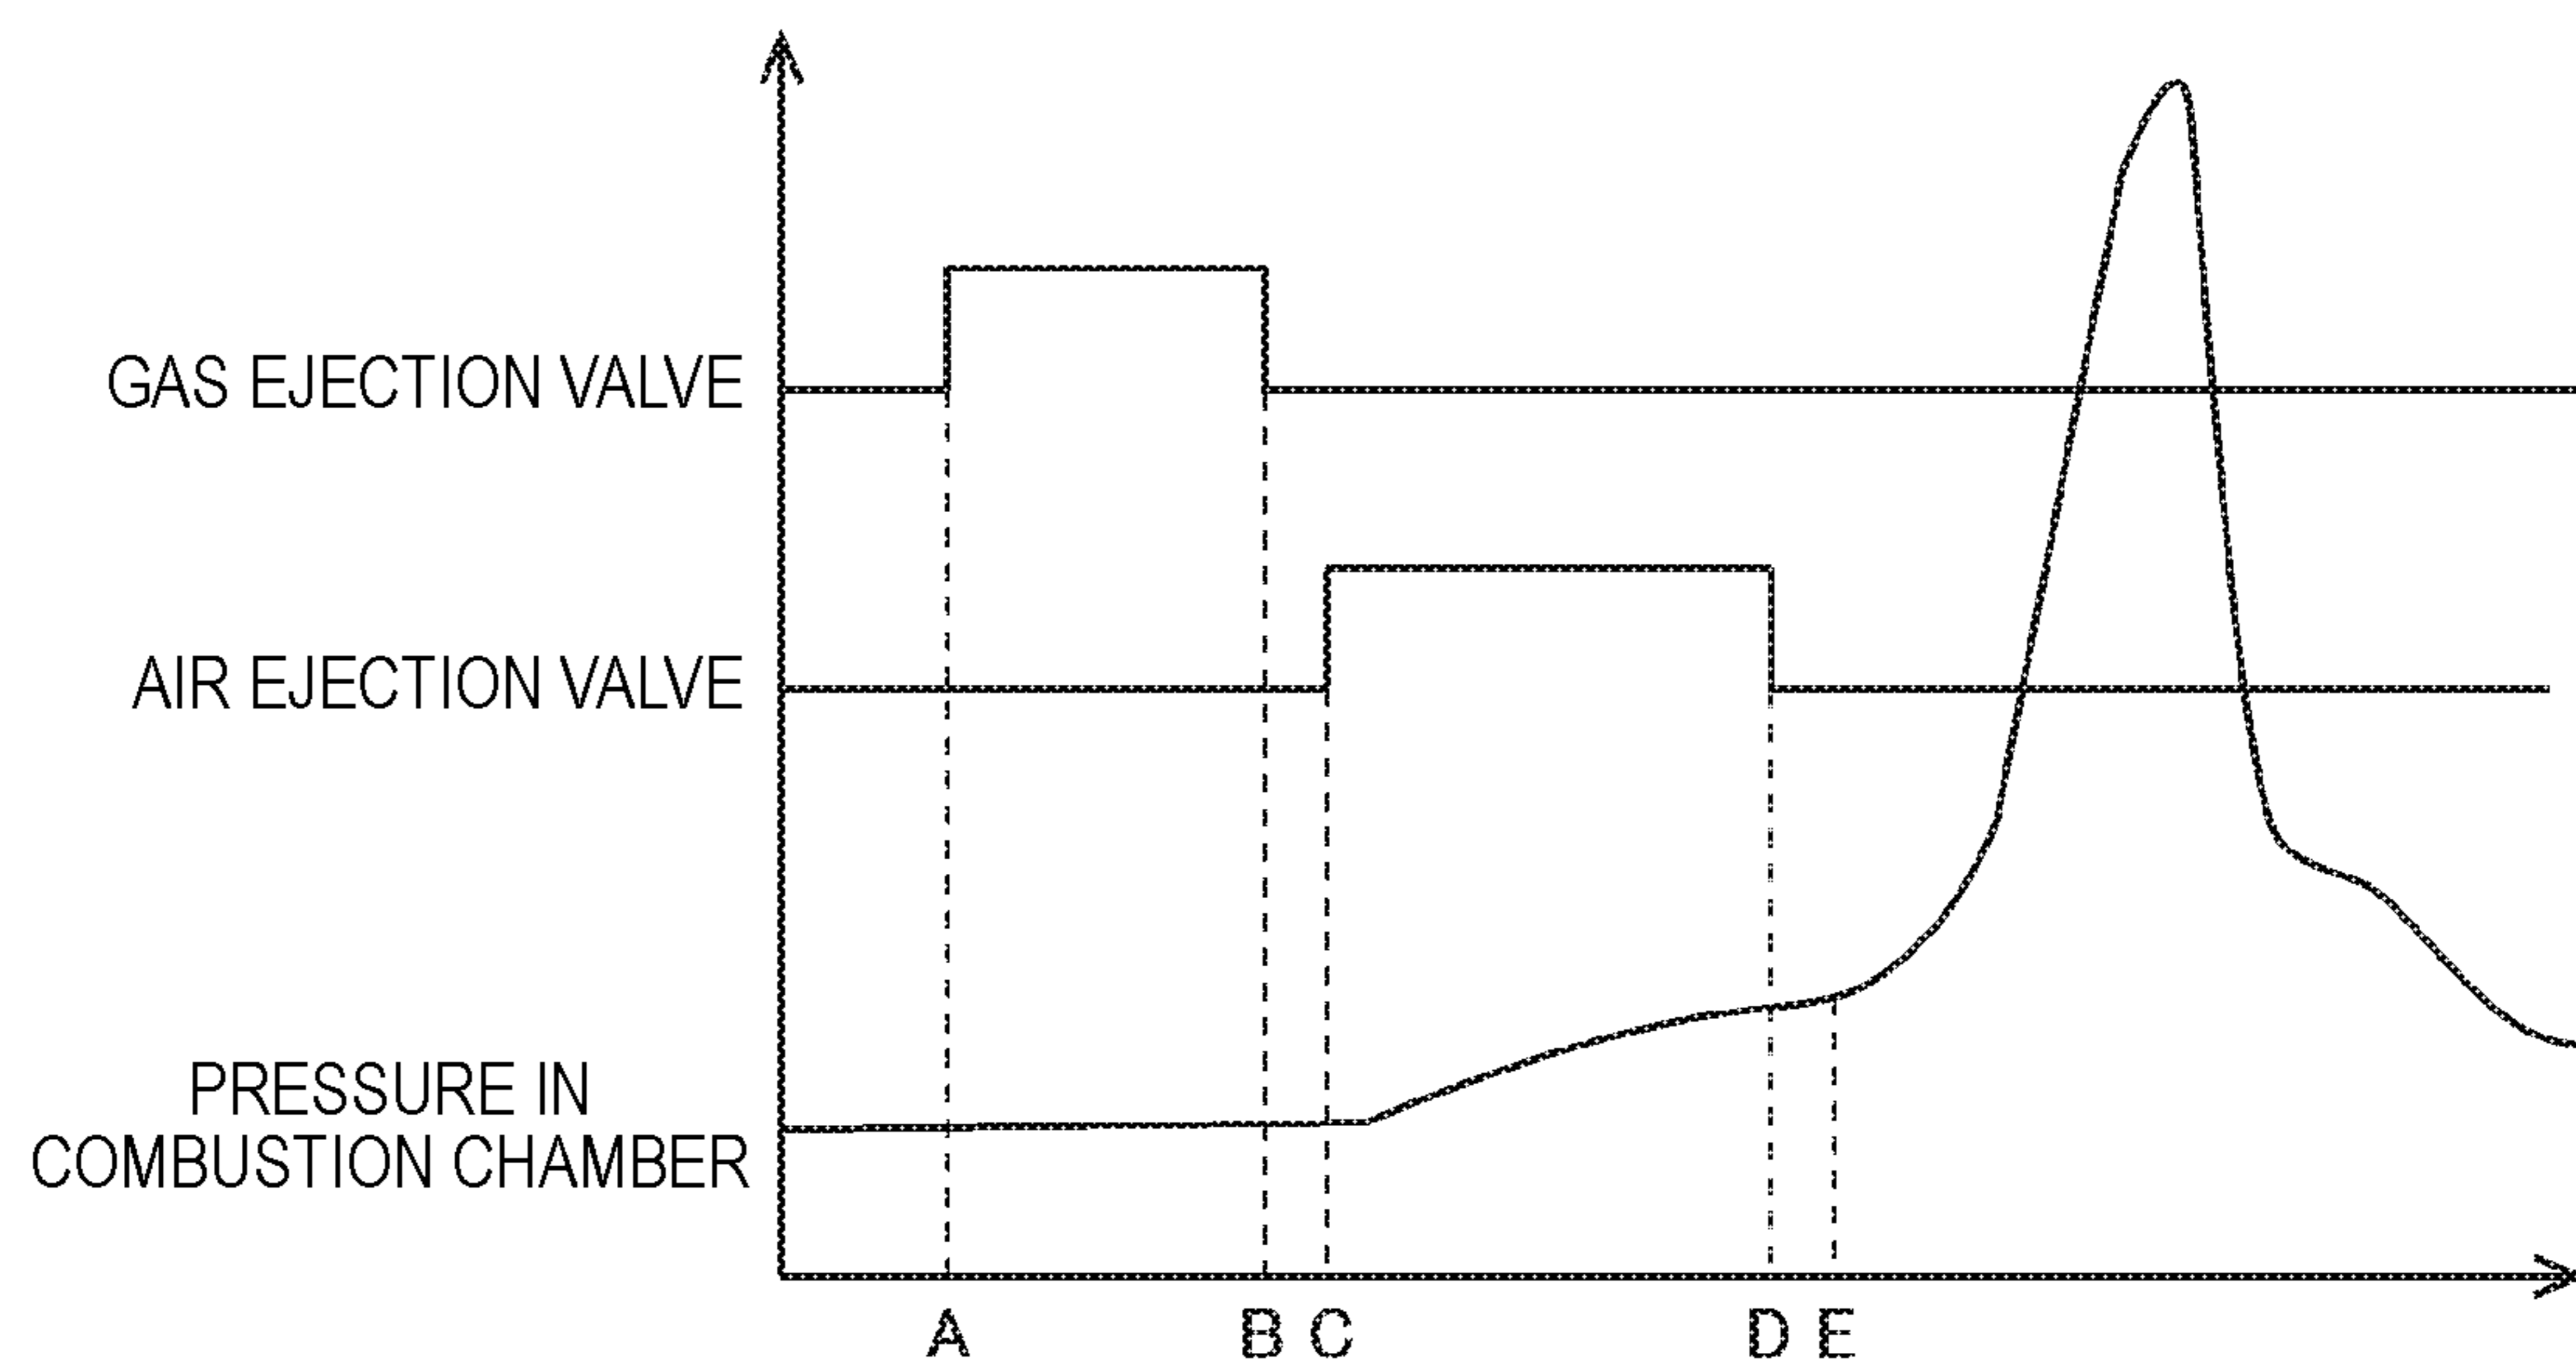 GAS EJECTION VALVE
AIR EJECTION VALVE
PRESSURE IN
COMBUSTION CHAMBER
A B C D E